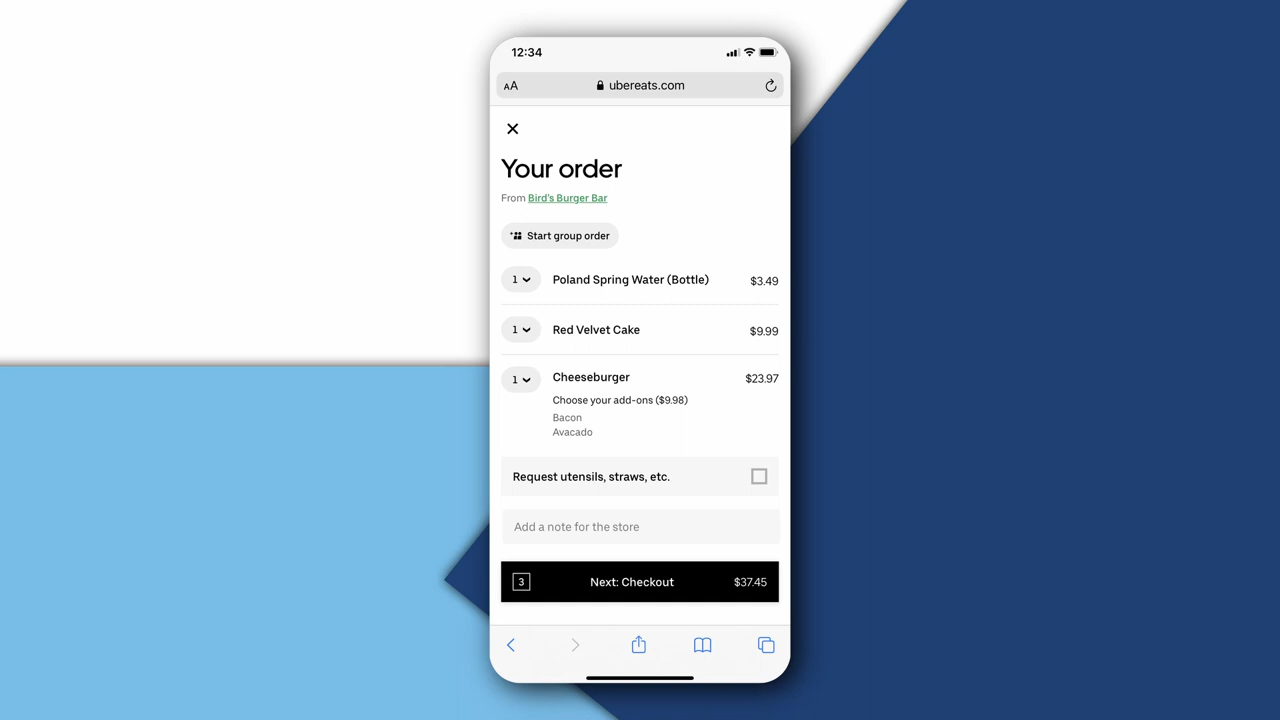 12:34
AA ubereats.com
Your order
From Bird's Burger Bar
Start group order
1 Poland Spring Water (Bottle) $3.49
1 Red Velvet Cake $9.99
1 Cheeseburger $23.97
Choose your add-ons ($9.98)
Bacon
Avacado
Request utensils, straws, etc.
Add a note for the store
3 Next: Checkout $37.45